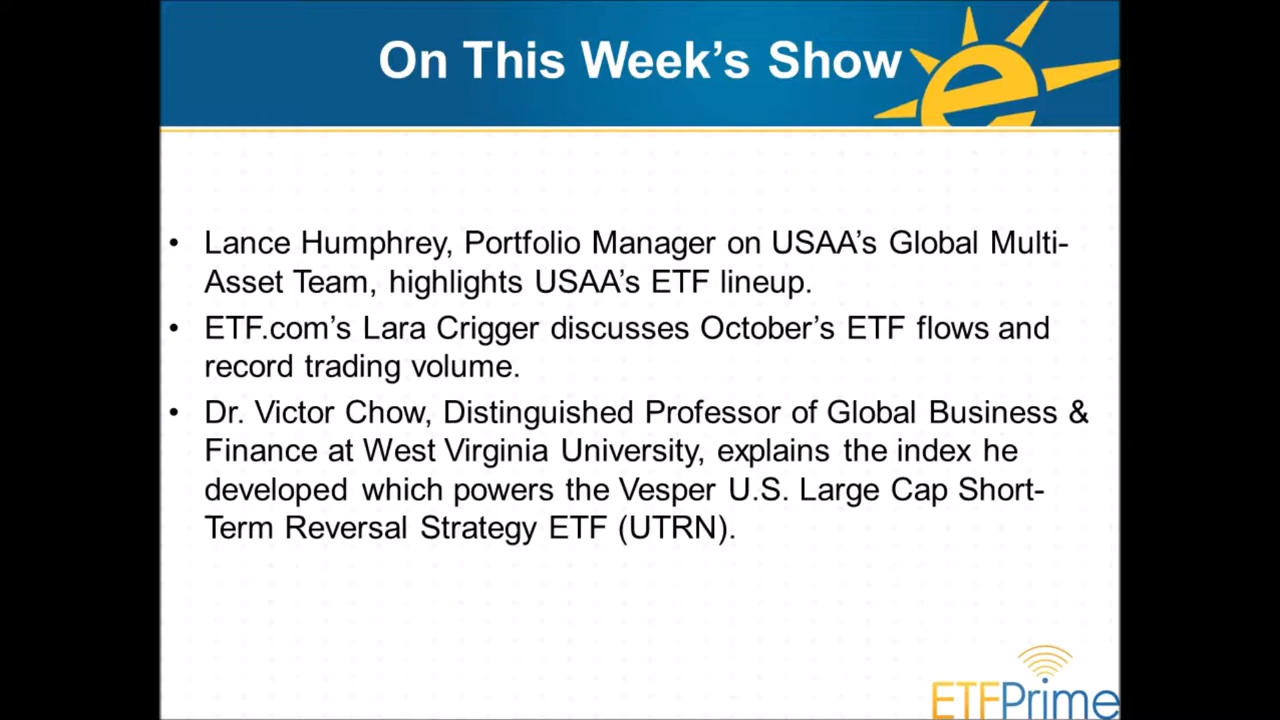 On This Week's Show
• Lance Humphrey, Portfolio Manager on USAA's Global Multi-
Asset Team, highlights USAA's ETF lineup.
• ETF.com's Lara Crigger discusses October's ETF flows and
record trading volume.
• Dr. Victor Chow, Distinguished Professor of Global Business &
Finance at West Virginia University, explains the index he
developed which powers the Vesper U.S. Large Cap Short-
Term Reversal Strategy ETF (UTRN).
e
ETFPrime